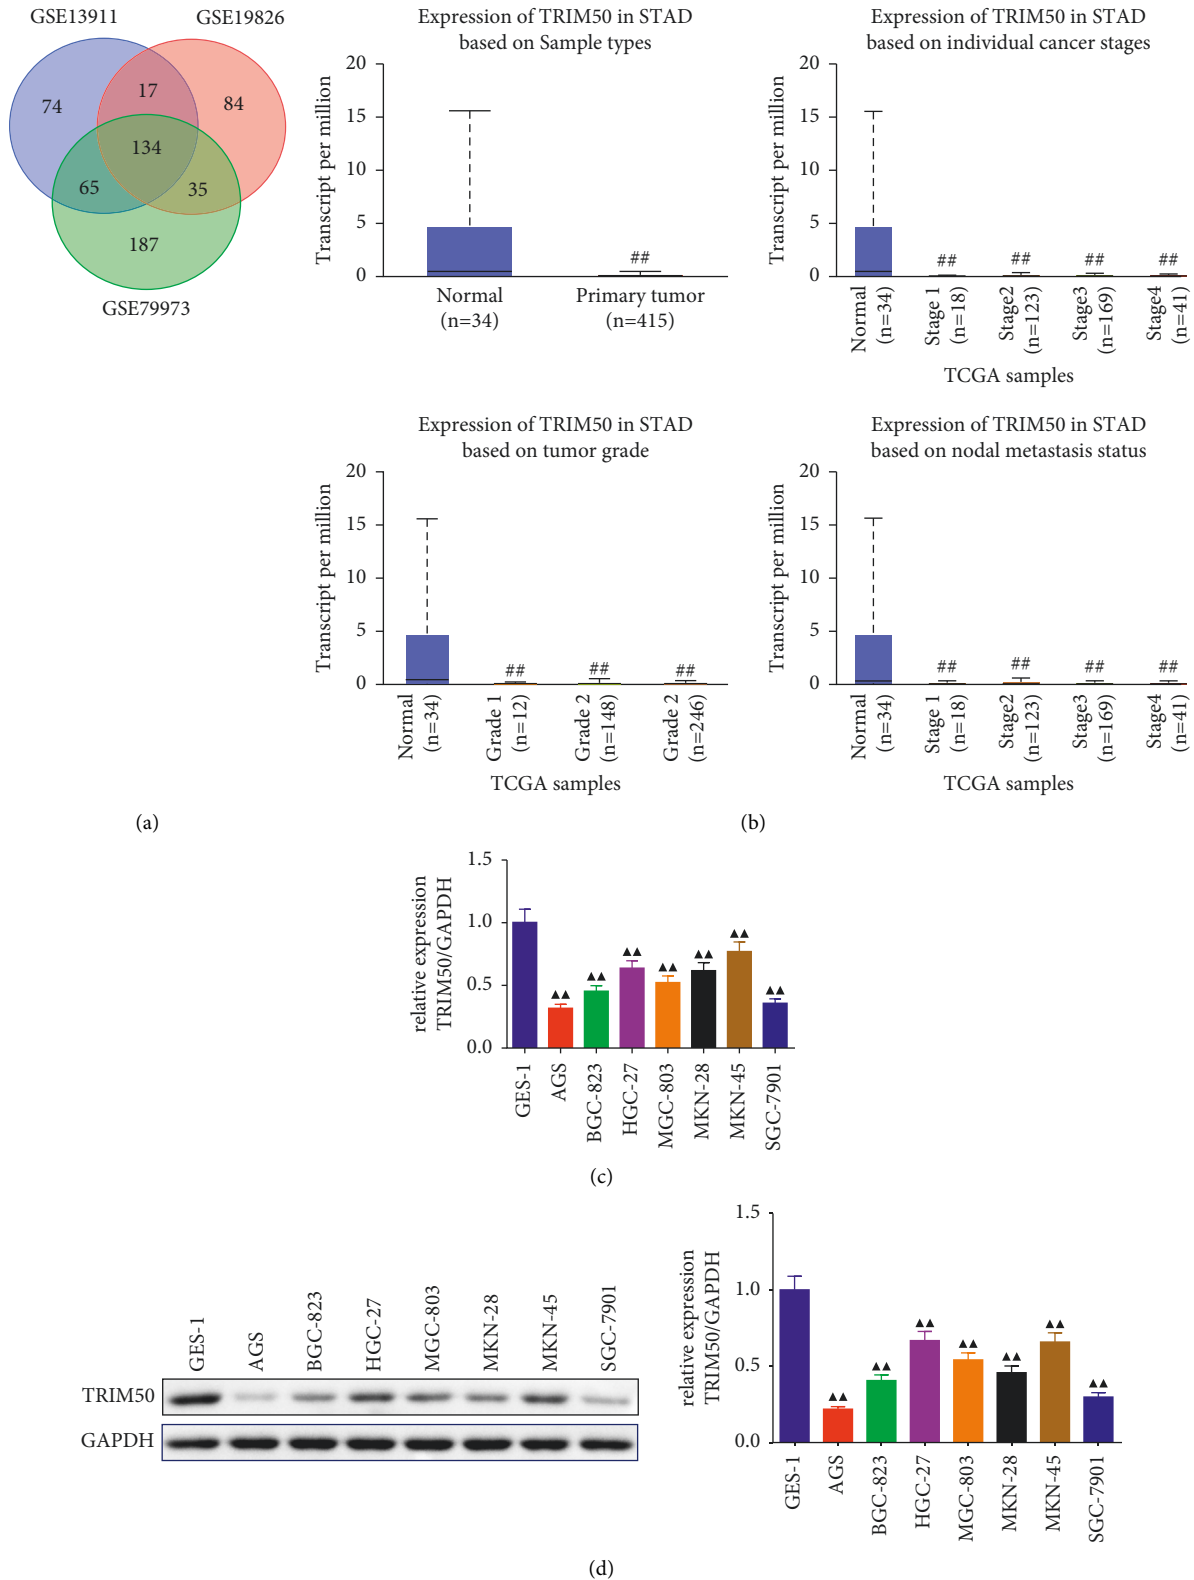 GSE13911
GSE19826
74
17
84
134
65
35
187
GSE79973
(a)
Expression of TRIM50 in STAD
based on Sample types
Transcript per million
20
15
10
5
0
##
Normal
(n=34)
Primary tumor
(n=415)
Expression of TRIM50 in STAD
based on individual cancer stages
Transcript per million
20
15
10
5
0
##
##
##
##
Normal
(n=34)
Stage 1
(n=18)
Stage2
(n=123)
Stage3
(n=169)
Stage4
(n=41)
TCGA samples
Expression of TRIM50 in STAD
based on tumor grade
Transcript per million
20
15
10
5
0
##
##
##
Normal
(n=34)
Grade 1
(n=12)
Grade 2
(n=148)
Grade 2
(n=246)
TCGA samples
Expression of TRIM50 in STAD
based on nodal metastasis status
Transcript per million
20
15
10
5
0
##
##
##
##
Normal
(n=34)
Stage 1
(n=18)
Stage2
(n=123)
Stage3
(n=169)
Stage4
(n=41)
TCGA samples
(b)
relative expression
TRIM50/GAPDH
1.5
1.0
0.5
0.0
▲▲
▲▲
▲▲
▲▲
▲▲
▲▲
▲▲
GES-1
AGS
BGC-823
HGC-27
MGC-803
MKN-28
MKN-45
SGC-7901
(c)
GES-1
AGS
BGC-823
HGC-27
MGC-803
MKN-28
MKN-45
SGC-7901
TRIM50
GAPDH
relative expression
TRIM50/GAPDH
1.5
1.0
0.5
0.0
▲▲
▲▲
▲▲
▲▲
▲▲
▲▲
▲▲
GES-1
AGS
BGC-823
HGC-27
MGC-803
MKN-28
MKN-45
SGC-7901
(d)